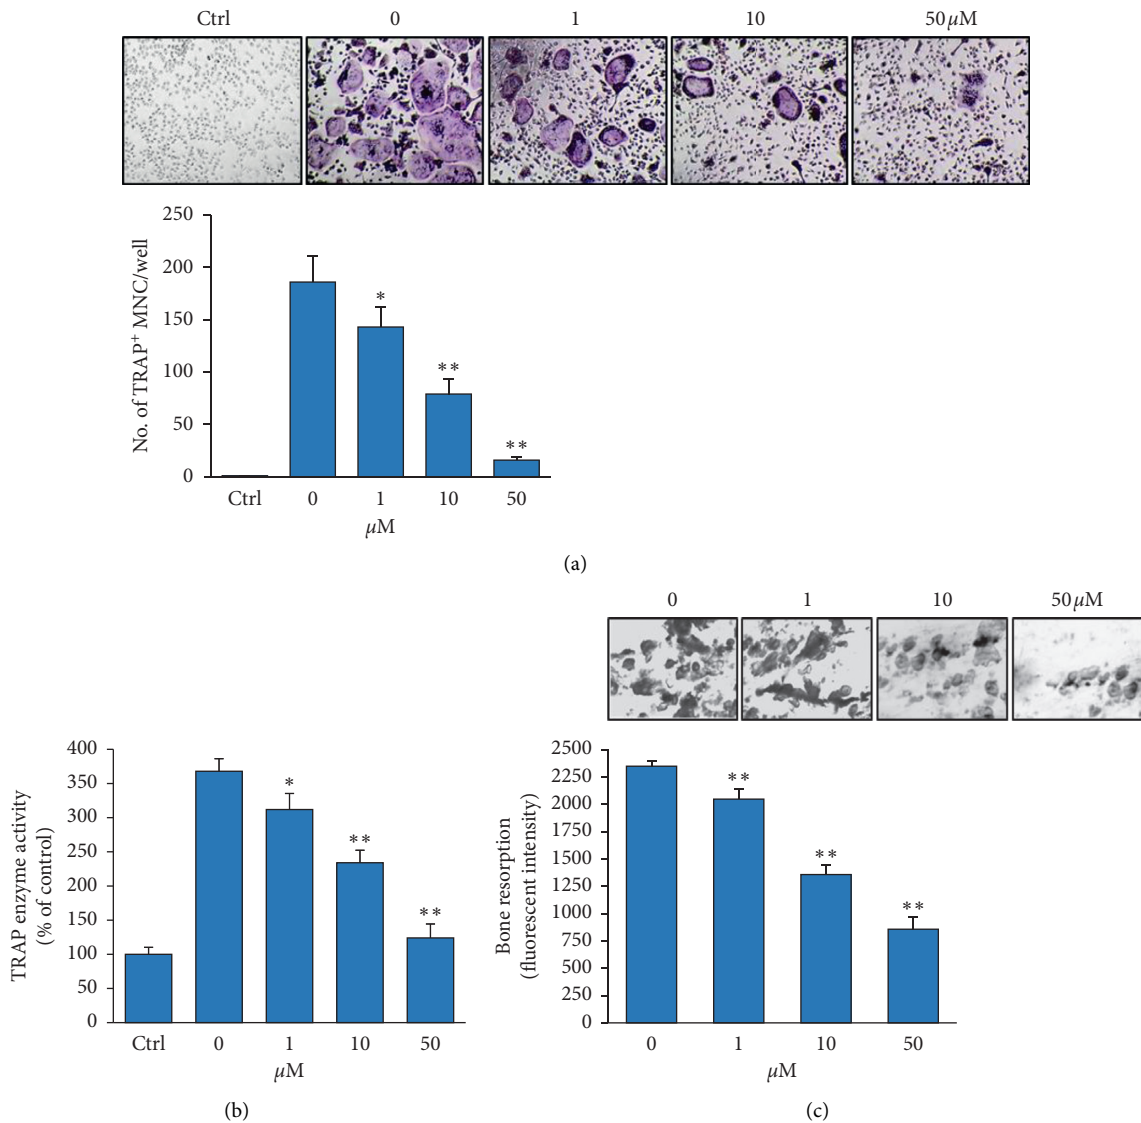 Ctrl 0 1 10 50 μM
250
200
150
100
50
0
No. of TRAP⁺ MNC/well
*
**
**
Ctrl 0 1 10 50
μM
(a)
0 1 10 50 μM
400
350
300
250
200
150
100
50
0
TRAP enzyme activity
(% of control)
*
**
**
Ctrl 0 1 10 50
μM
(b)
2500
2250
2000
1750
1500
1250
1000
750
500
250
0
Bone resorption
(fluorescent intensity)
**
**
**
0 1 10 50
μM
(c)